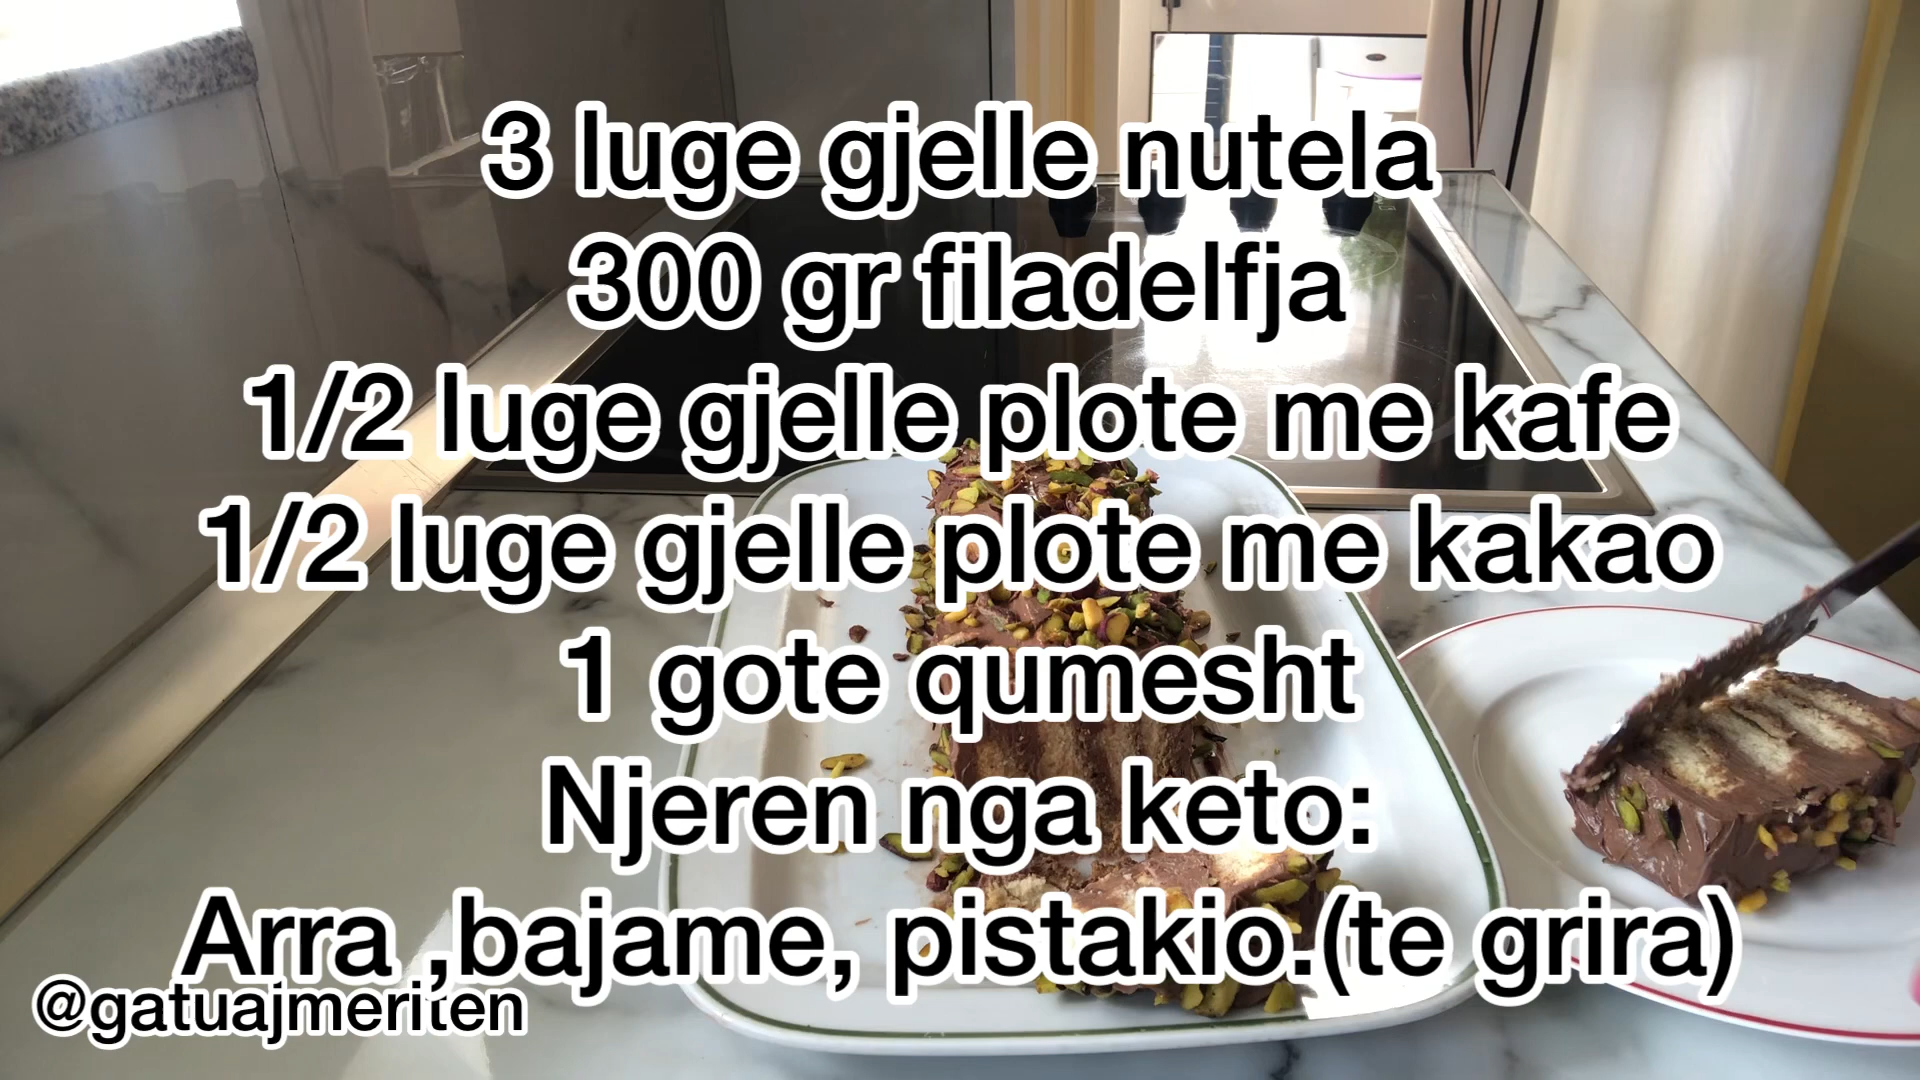 3 luge gjelle nutela
300 gr filadelfja
1/2 luge gjelle plote me kafe
1/2 luge gjelle plote me kakao
1 gote qumesht
Njeren nga keto:
Arra ,bajame, pistakio.(te grira)
@gatuajmeriten